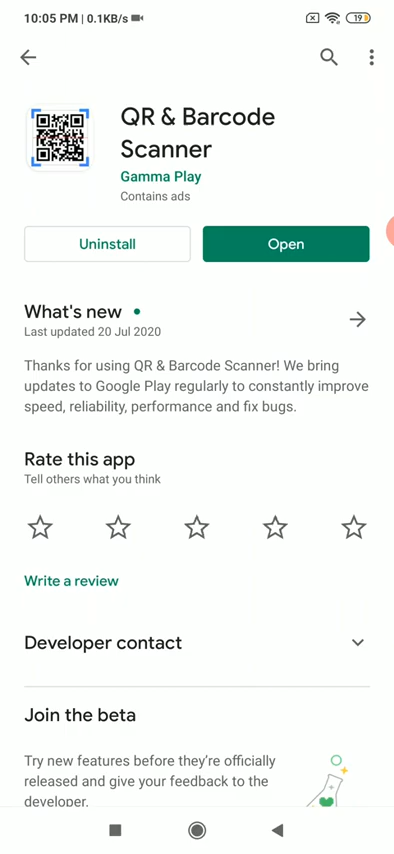 10:05 PM | 0.1KB/s
19
QR & Barcode
Scanner
Gamma Play
Contains ads
Uninstall
Open
What's new
Last updated 20 Jul 2020
Thanks for using QR & Barcode Scanner! We bring
updates to Google Play regularly to constantly improve
speed, reliability, performance and fix bugs.
Rate this app
Tell others what you think
Write a review
Developer contact
Join the beta
Try new features before they're officially
released and give your feedback to the
developer.